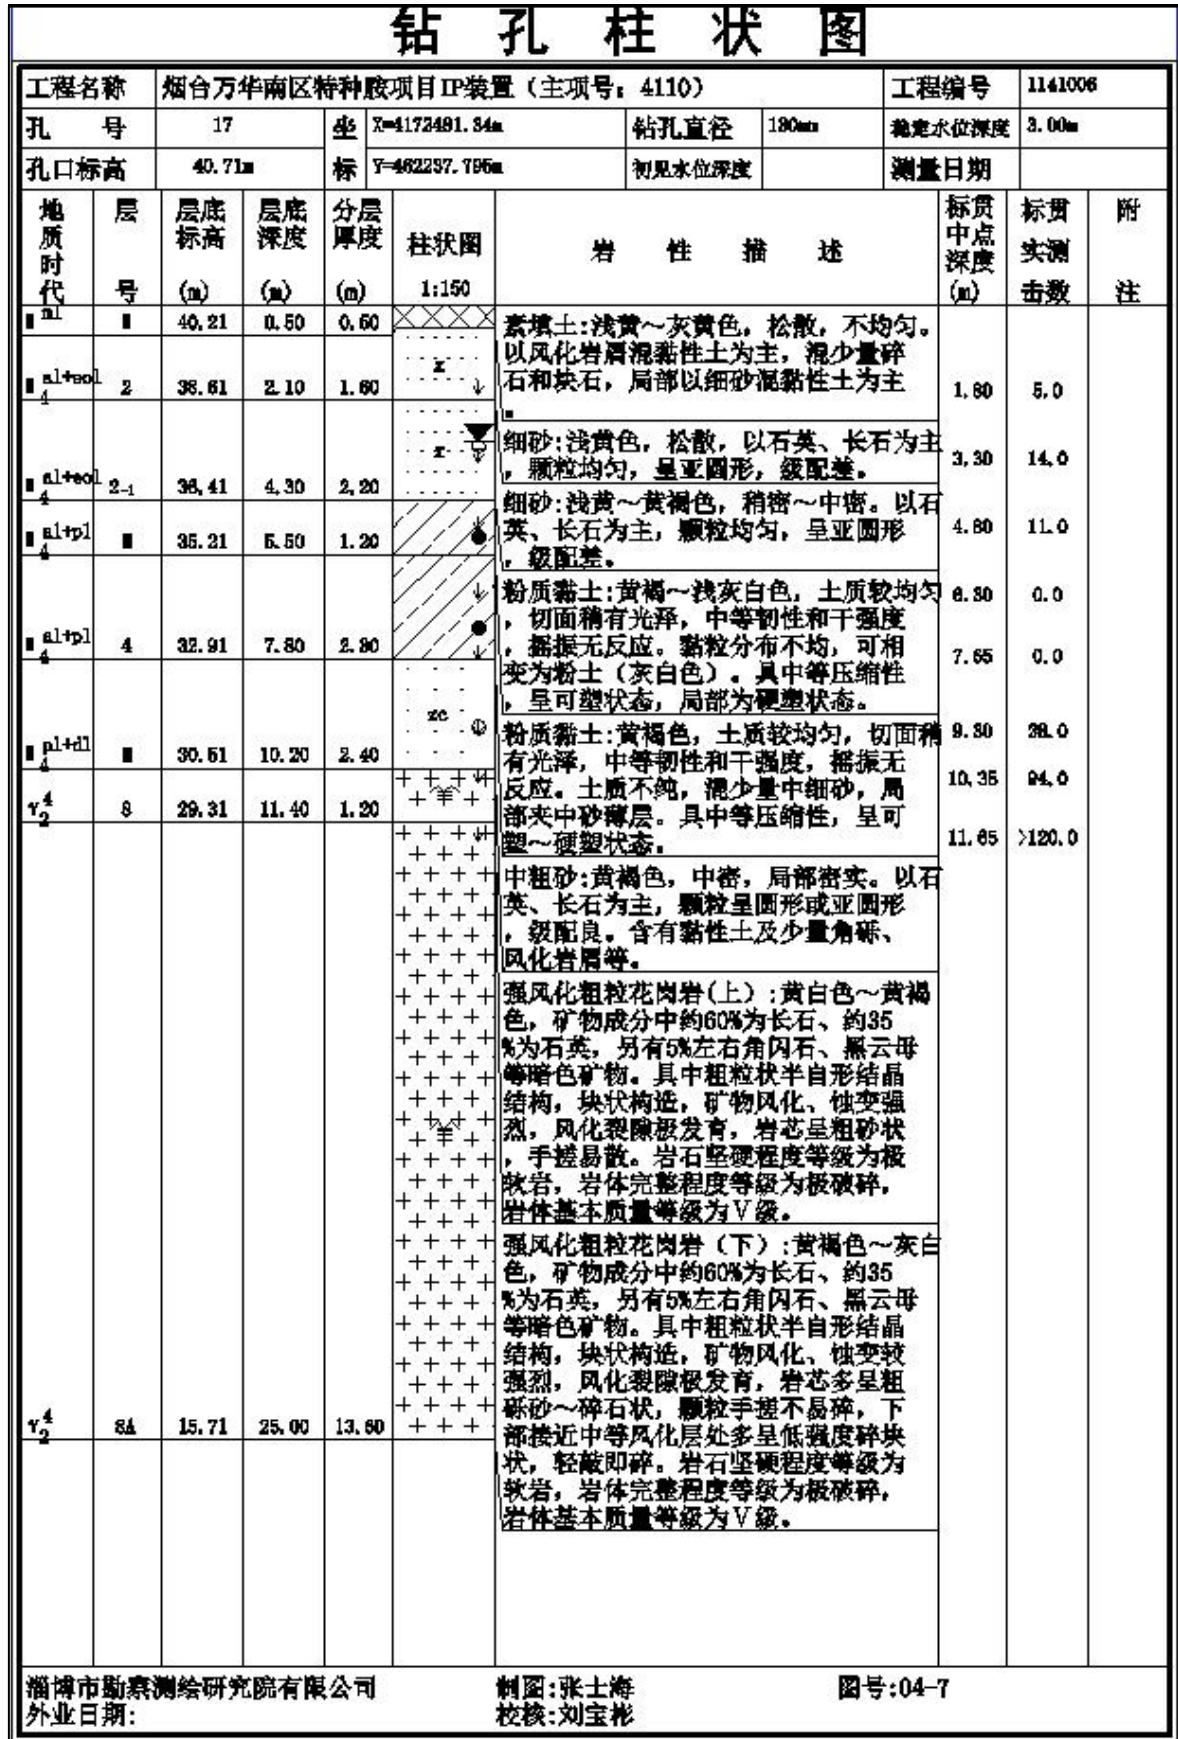 钻孔柱状图
工程名称 烟台万华南区特种胺项目IP装置（主项号：4110） 工程编号 1141006
孔号 17 坐标 X=4173491.34m 钻孔直径 130mm 稳定水位深度 3.00m
孔口标高 40.71m Y=462237.795m 初见水位深度 测量日期
地质时代 层号 层底标高(m) 层底深度(m) 分层厚度(m) 柱状图 1:150 岩性描述 标贯中点深度(m) 标贯实测击数 附注
ml 40.21 0.50 0.50
al+eol 4 2 38.61 2.10 1.60
al+eol 4 2-1 36.41 4.30 2.20
al+pl 4 35.21 5.50 1.20
al+pl 4 4 32.91 7.80 2.30
pl+dl 4 30.51 10.20 2.40
γ 4 2 8 29.31 11.40 1.20
γ 4 2 8A 15.71 25.00 13.60
x
x
zc
素填土:浅黄～灰黄色，松散，不均匀。
以风化岩屑混黏性土为主，混少量碎
石和块石，局部以细砂混黏性土为主
。
细砂:浅黄色，松散，以石英、长石为主
，颗粒均匀，呈亚圆形，级配差。
细砂:浅黄～黄褐色，稍密～中密。以石
英、长石为主，颗粒均匀，呈亚圆形
，级配差。
粉质黏土:黄褐～浅灰白色，土质较均匀
，切面稍有光泽，中等韧性和干强度
，摇振无反应。黏粒分布不均，可相
变为粉土（灰白色）。具中等压缩性
，呈可塑状态，局部为硬塑状态。
粉质黏土:黄褐色，土质较均匀，切面稍
有光泽，中等韧性和干强度，摇振无
反应。土质不纯，混少量中细砂，局
部夹中砂薄层。具中等压缩性，呈可
塑～硬塑状态。
中粗砂:黄褐色，中密，局部密实。以石
英、长石为主，颗粒呈圆形或亚圆形
，级配良。含有黏性土及少量角砾、
风化岩屑等。
强风化粗粒花岗岩(上）:黄白色～黄褐
色，矿物成分中约60%为长石、约35
%为石英，另有5%左右角闪石、黑云母
等暗色矿物。具中粗粒状半自形结晶
结构，块状构造，矿物风化、蚀变强
烈，风化裂隙极发育，岩芯呈粗砂状
，手搓易散。岩石坚硬程度等级为极
软岩，岩体完整程度等级为极破碎，
岩体基本质量等级为Ⅴ级。
强风化粗粒花岗岩（下）:黄褐色～灰白
色，矿物成分中约60%为长石、约35
%为石英，另有5%左右角闪石、黑云母
等暗色矿物。具中粗粒状半自形结晶
结构，块状构造，矿物风化、蚀变较
强烈，风化裂隙极发育，岩芯多呈粗
砾砂～碎石状，颗粒手搓不易碎，下
部接近中等风化层处多呈低强度碎块
状，轻敲即碎。岩石坚硬程度等级为
软岩，岩体完整程度等级为极破碎，
岩体基本质量等级为Ⅴ级。
1.80 5.0
3.30 14.0
4.80 11.0
6.30 0.0
7.65 0.0
9.30 28.0
10.35 94.0
11.65 >120.0
淄博市勘察测绘研究院有限公司 制图:张士海 图号:04-7
外业日期: 校核:刘宝彬